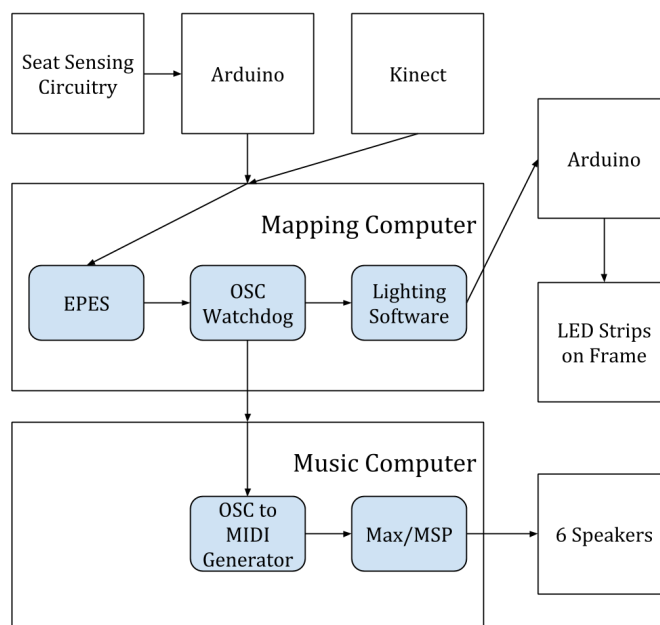 Seat Sensing
Circuitry
Arduino
Kinect
Arduino
Mapping Computer
EPES
OSC
Watchdog
Lighting
Software
LED Strips
on Frame
Music Computer
OSC to
MIDI
Generator
Max/MSP
6 Speakers